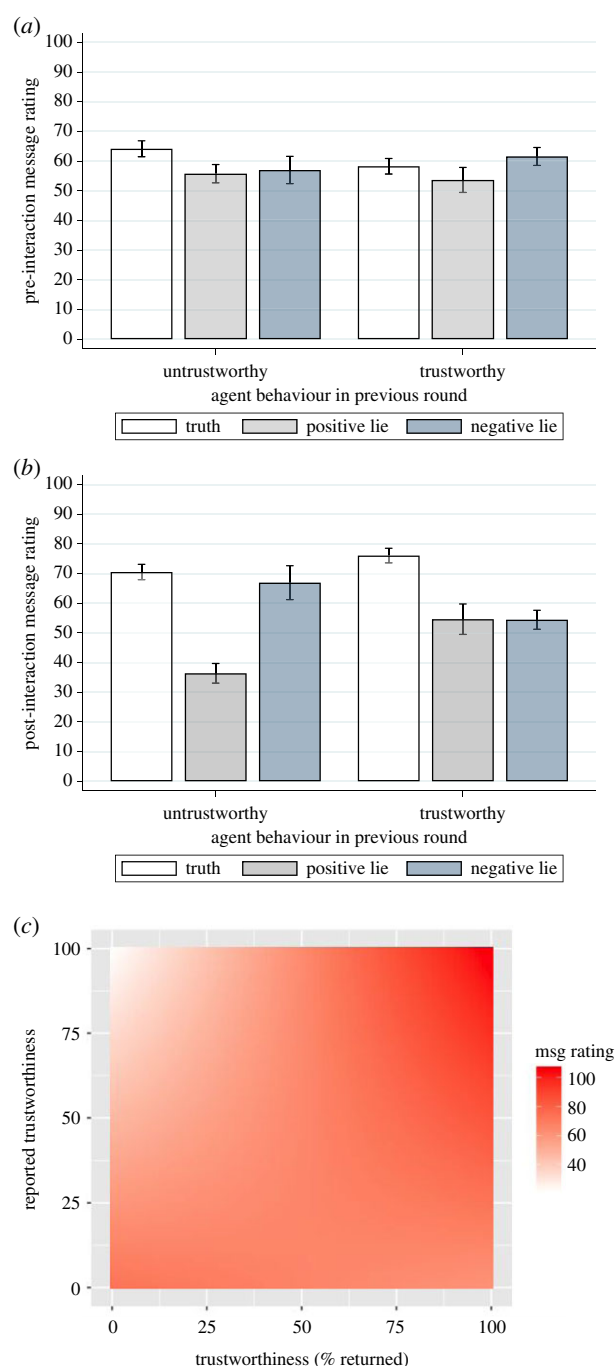 (a)
100
90
80
70
60
50
40
30
20
10
0
pre-interaction message rating
untrustworthy trustworthy
agent behaviour in previous round
truth positive lie negative lie
(b)
100
90
80
70
60
50
40
30
20
10
0
post-interaction message rating
untrustworthy trustworthy
agent behaviour in previous round
truth positive lie negative lie
(c)
100
75
50
25
0
reported trustworthiness
0 25 50 75 100
trustworthiness (% returned)
msg rating
100
80
60
40